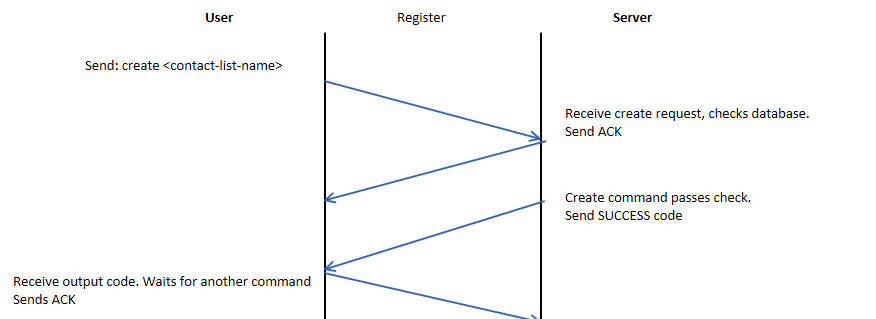 User Register Server
Send: create <contact-list-name>
Receive create request, checks database.
Send ACK
Create command passes check.
Send SUCCESS code
Receive output code. Waits for another command
Sends ACK